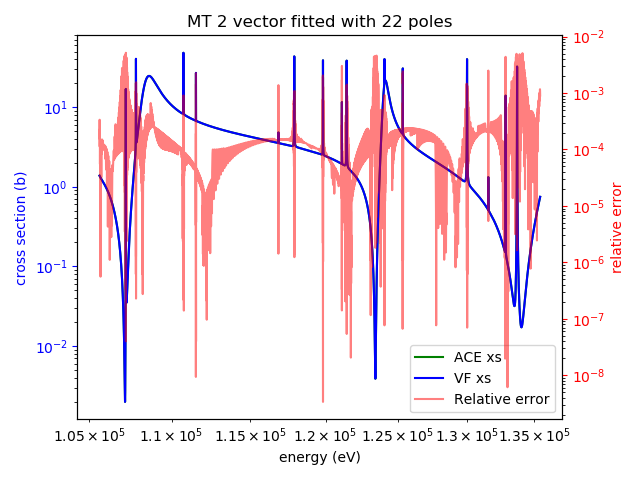 MT 2 vector fitted with 22 poles
cross section (b)
10¹
10⁰
10⁻¹
10⁻²
10⁻²
10⁻³
10⁻⁴
10⁻⁵
10⁻⁶
10⁻⁷
10⁻⁸
relative error
ACE xs
VF xs
Relative error
1.05 × 10⁵ 1.1 × 10⁵ 1.15 × 10⁵ 1.2 × 10⁵ 1.25 × 10⁵ 1.3 × 10⁵ 1.35 × 10⁵
energy (eV)